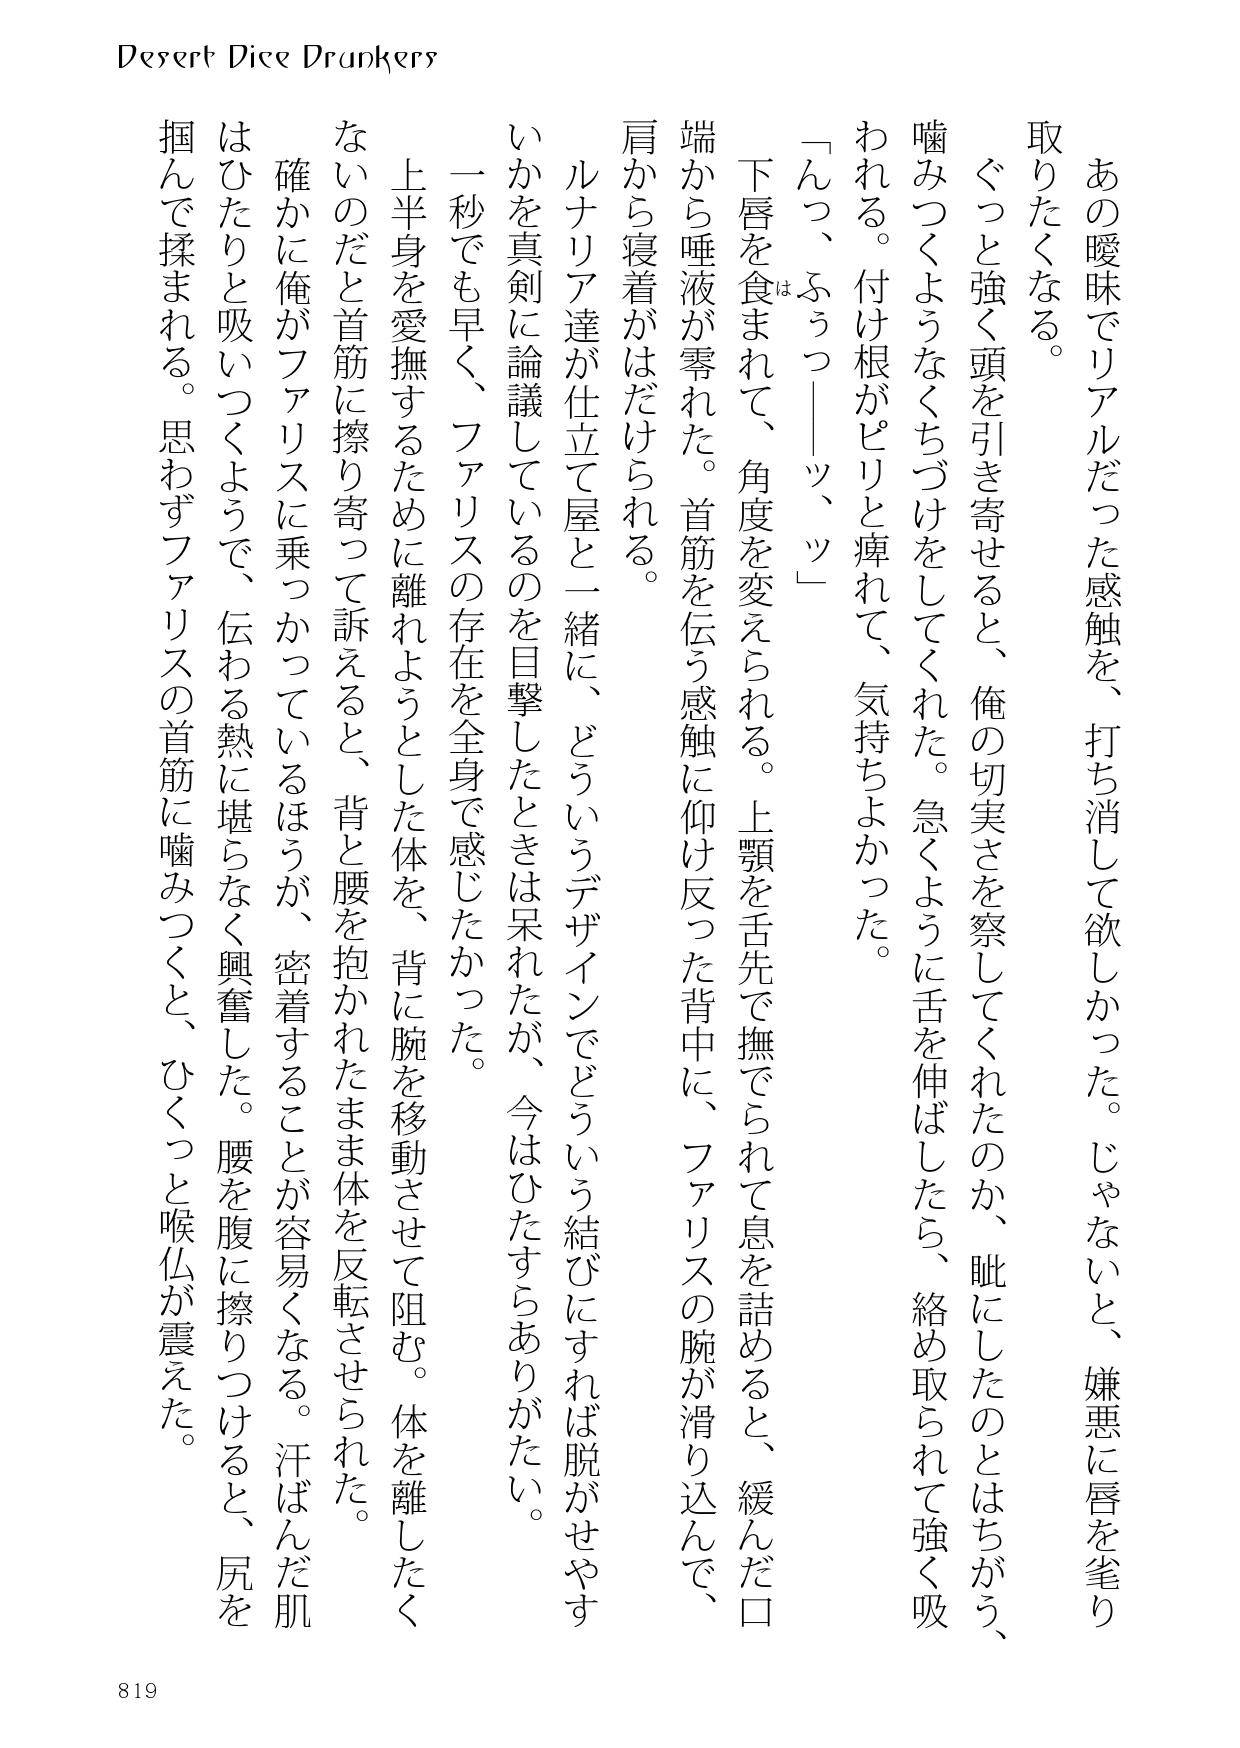 Desert Dice Drunkers
　あの曖昧でリアルだった感触を、打ち消して欲しかった。じゃないと、嫌悪に唇を毟り
取りたくなる。
　ぐっと強く頭を引き寄せると、俺の切実さを察してくれたのか、眦にしたのとはちがう、
噛みつくようなくちづけをしてくれた。急くように舌を伸ばしたら、絡め取られて強く吸
われる。付け根がピリと痺れて、気持ちよかった。
「んっ、ふぅっ――ッ、ッ」
　下唇を食まれて、角度を変えられる。上顎を舌先で撫でられて息を詰めると、緩んだ口
は
端から唾液が零れた。首筋を伝う感触に仰け反った背中に、ファリスの腕が滑り込んで、
肩から寝着がはだけられる。
　ルナリア達が仕立て屋と一緒に、どういうデザインでどういう結びにすれば脱がせやす
いかを真剣に論議しているのを目撃したときは呆れたが、今はひたすらありがたい。
　一秒でも早く、ファリスの存在を全身で感じたかった。
　上半身を愛撫するために離れようとした体を、背に腕を移動させて阻む。体を離したく
ないのだと首筋に擦り寄って訴えると、背と腰を抱かれたまま体を反転させられた。
　確かに俺がファリスに乗っかっているほうが、密着することが容易くなる。汗ばんだ肌
はひたりと吸いつくようで、伝わる熱に堪らなく興奮した。腰を腹に擦りつけると、尻を
掴んで揉まれる。思わずファリスの首筋に噛みつくと、ひくっと喉仏が震えた。
819